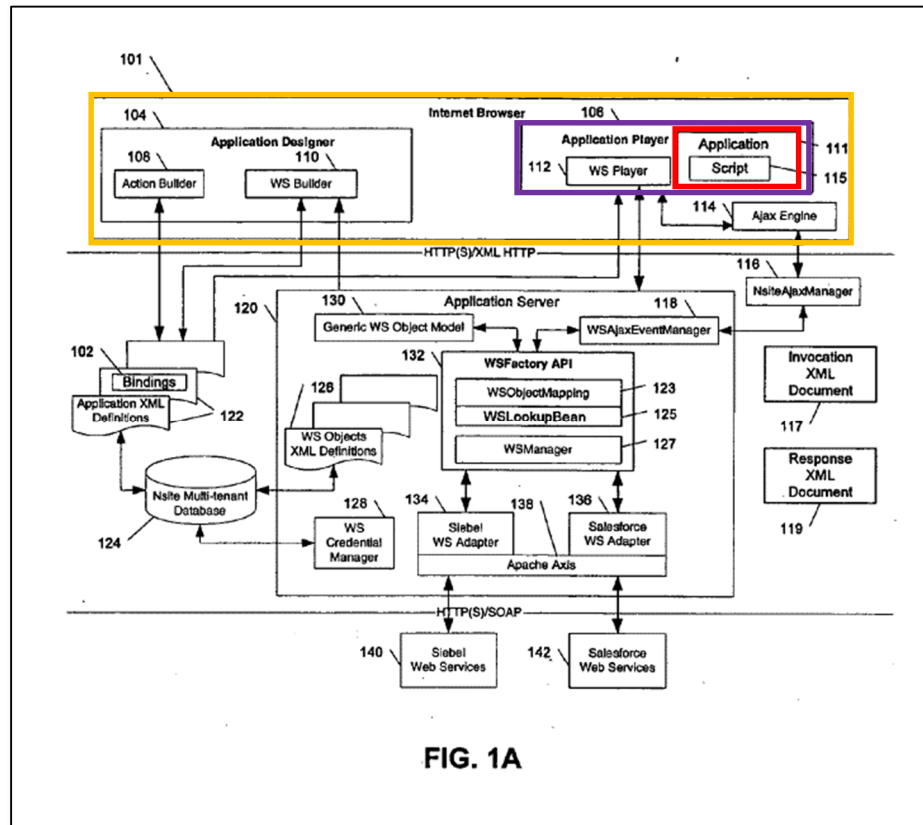 101
Internet Browser
104
106
Application Designer
Application Player
Application
111
108
110
112
WS Player
Script
115
Action Builder
WS Builder
114
Ajax Engine
HTTP(S)/XML HTTP
116
NsiteAjaxManager
120
130
Application Server
118
Generic WS Object Model
WSAjaxEventManager
102
Bindings
Application XML
Definitions
122
126
WS Objects
XML Definitions
132
WSFactory API
WSObjectMapping
123
WSLookupBean
125
WSManager
127
Invocation
XML
Document
117
Response
XML
Document
119
Nsite Multi-tenant
Database
124
128
WS
Credential
Manager
134
138
136
Siebel
WS Adapter
Salesforce
WS Adapter
Apache Axis
HTTP(S)/SOAP
140
Siebel
Web Services
142
Salesforce
Web Services
FIG. 1A